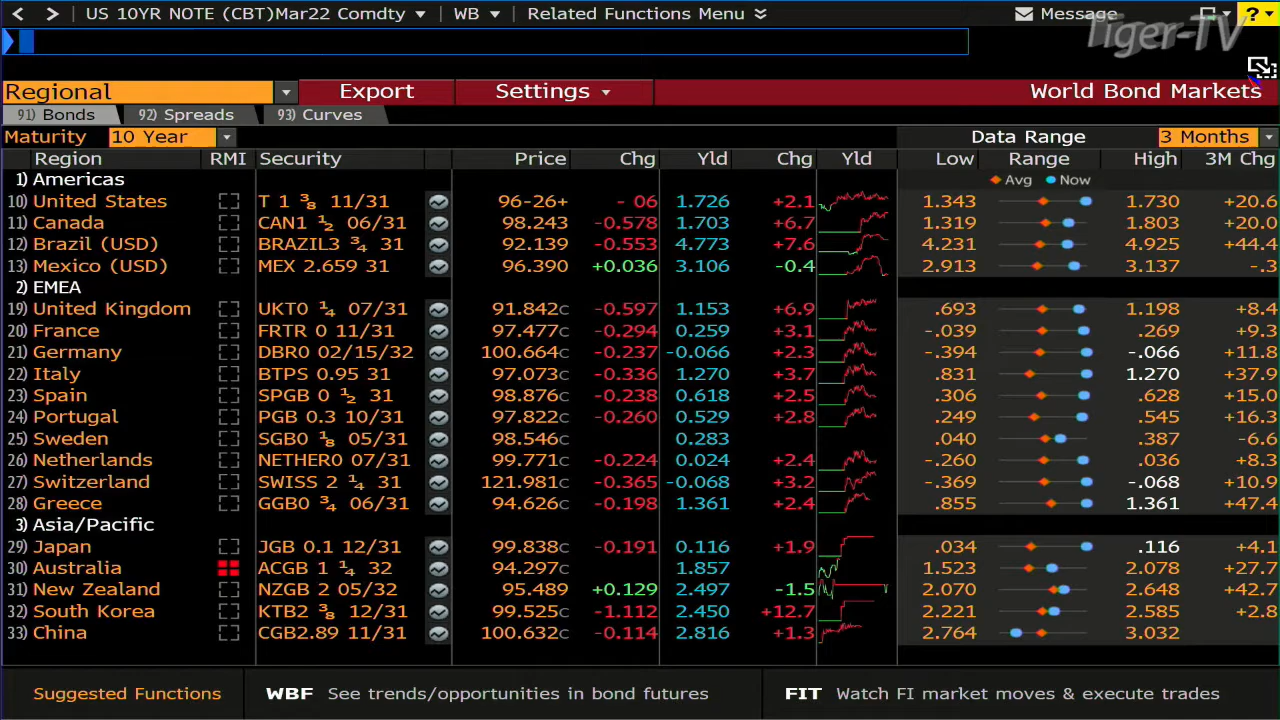 US 10YR NOTE (CBT)Mar22 Comdty WB Related Functions Menu Message ?
Tiger-TV
Regional Export Settings World Bond Markets
91) Bonds 92) Spreads 93) Curves
Maturity 10 Year Data Range 3 Months
Region RMI Security Price Chg Yld Chg Yld Low Range High 3M Chg
1) Americas Avg Now
10) United States T 1 ⅜ 11/31 96-26+ - 06 1.726 +2.1 1.343 1.730 +20.6
11) Canada CAN1 ½ 06/31 98.243 -0.578 1.703 +6.7 1.319 1.803 +20.0
12) Brazil (USD) BRAZIL3 ¾ 31 92.139 -0.553 4.773 +7.6 4.231 4.925 +44.4
13) Mexico (USD) MEX 2.659 31 96.390 +0.036 3.106 -0.4 2.913 3.137 -.3
2) EMEA
19) United Kingdom UKT0 ¼ 07/31 91.842c -0.597 1.153 +6.9 .693 1.198 +8.4
20) France FRTR 0 11/31 97.477c -0.294 0.259 +3.1 -.039 .269 +9.3
21) Germany DBR0 02/15/32 100.664c -0.237 -0.066 +2.3 -.394 -.066 +11.8
22) Italy BTPS 0.95 31 97.073c -0.336 1.270 +3.7 .831 1.270 +37.9
23) Spain SPGB 0 ½ 31 98.876c -0.238 0.618 +2.5 .306 .628 +15.0
24) Portugal PGB 0.3 10/31 97.822c -0.260 0.529 +2.8 .249 .545 +16.3
25) Sweden SGB0 ⅛ 05/31 98.546c 0.283 .040 .387 -6.6
26) Netherlands NETHER0 07/31 99.771c -0.224 0.024 +2.4 -.260 .036 +8.3
27) Switzerland SWISS 2 ¼ 31 121.981c -0.365 -0.068 +3.2 -.369 -.068 +10.9
28) Greece GGB0 ¾ 06/31 94.626c -0.198 1.361 +2.4 .855 1.361 +47.4
3) Asia/Pacific
29) Japan JGB 0.1 12/31 99.838c -0.191 0.116 +1.9 .034 .116 +4.1
30) Australia ACGB 1 ¼ 32 94.297c 1.857 1.523 2.078 +27.7
31) New Zealand NZGB 2 05/32 95.489 +0.129 2.497 -1.5 2.070 2.648 +42.7
32) South Korea KTB2 ⅜ 12/31 99.525c -1.112 2.450 +12.7 2.221 2.585 +2.8
33) China CGB2.89 11/31 100.632c -0.114 2.816 +1.3 2.764 3.032
Suggested Functions WBF See trends/opportunities in bond futures FIT Watch FI market moves & execute trades